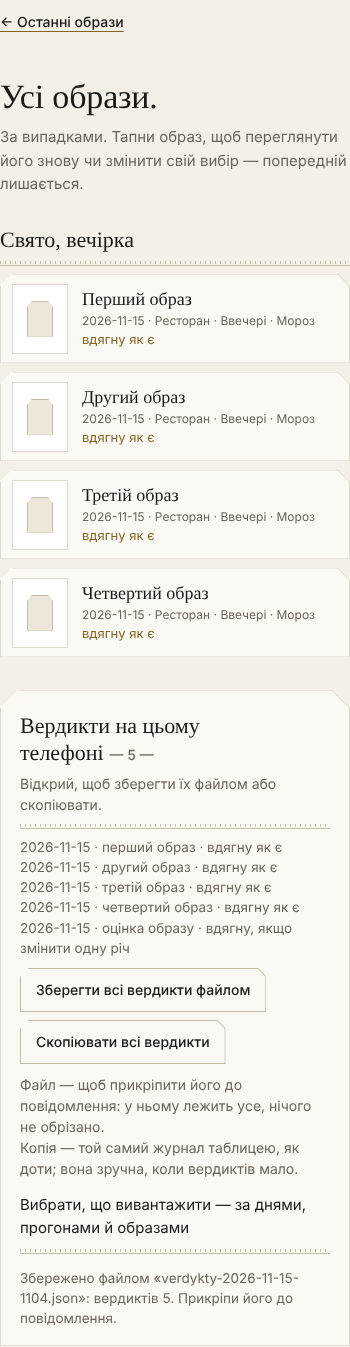 ← Останні образи
Усі образи.
За випадками. Тапни образ, щоб переглянути
його знову чи змінити свій вибір — попередній
лишається.
Свято, вечірка
Перший образ
2026-11-15 · Ресторан · Ввечері · Мороз
вдягну як є
Другий образ
2026-11-15 · Ресторан · Ввечері · Мороз
вдягну як є
Третій образ
2026-11-15 · Ресторан · Ввечері · Мороз
вдягну як є
Четвертий образ
2026-11-15 · Ресторан · Ввечері · Мороз
вдягну як є
Вердикти на цьому
телефоні — 5 —
Відкрий, щоб зберегти їх файлом або
скопіювати.
2026-11-15 · перший образ · вдягну як є
2026-11-15 · другий образ · вдягну як є
2026-11-15 · третій образ · вдягну як є
2026-11-15 · четвертий образ · вдягну як є
2026-11-15 · оцінка образу · вдягну, якщо
змінити одну річ
Зберегти всі вердикти файлом
Скопіювати всі вердикти
Файл — щоб прикріпити його до
повідомлення: у ньому лежить усе, нічого
не обрізано.
Копія — той самий журнал таблицею, як
доти; вона зручна, коли вердиктів мало.
Вибрати, що вивантажити — за днями,
прогонами й образами
Збережено файлом «verdykty-2026-11-15-
1104.json»: вердиктів 5. Прикріпи його до
повідомлення.